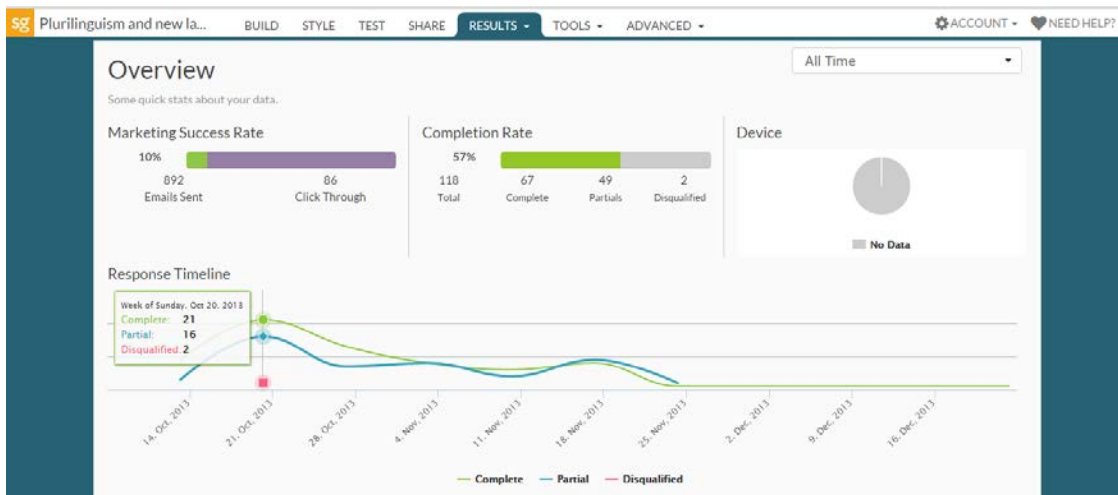 sg Plurilinguism and new la... BUILD STYLE TEST SHARE RESULTS TOOLS ADVANCED ACCOUNT NEED HELP?
Overview
All Time
Some quick stats about your data.
Marketing Success Rate
10%
892 86
Emails Sent Click Through
Completion Rate
57%
118 67 49 2
Total Complete Partials Disqualified
Device
No Data
Response Timeline
Week of Sunday, Oct 20, 2013
Complete: 21
Partial: 16
Disqualified: 2
14. Oct, 2013
21. Oct, 2013
28. Oct, 2013
4. Nov, 2013
11. Nov, 2013
18. Nov, 2013
25. Nov, 2013
2. Dec, 2013
9. Dec, 2013
16. Dec, 2013
Complete Partial Disqualified